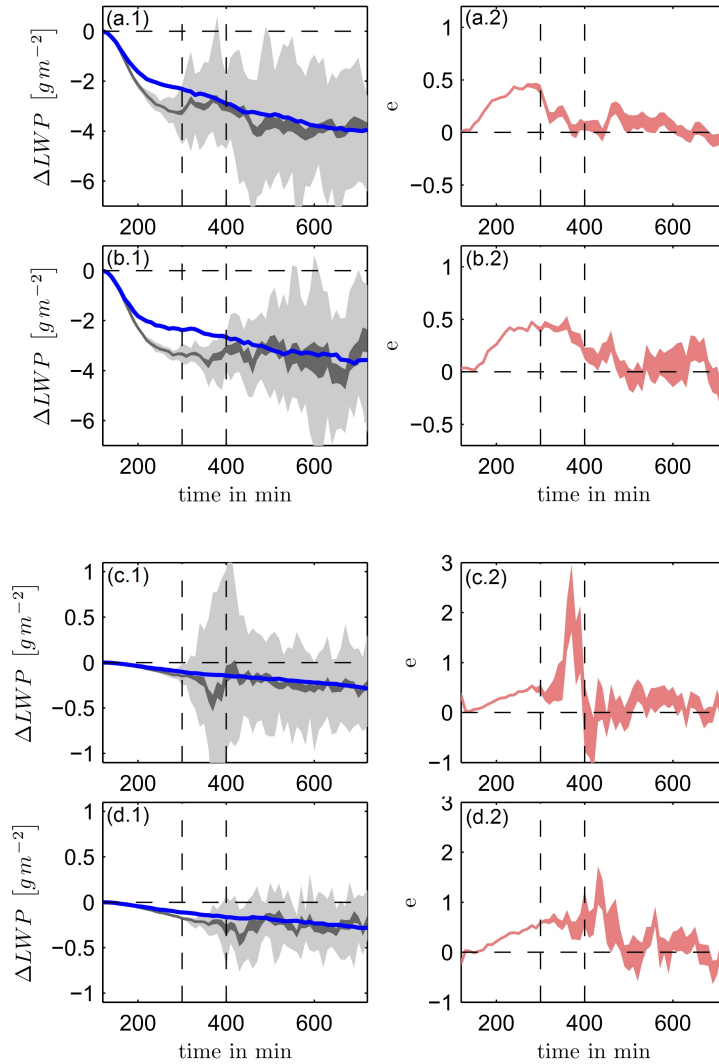 (a.1)
0
−2
−4
−6
ΔLWP [gm⁻²]
200 400 600
(a.2)
1
0.5
0
−0.5
e
200 400 600
(b.1)
0
−2
−4
−6
ΔLWP [gm⁻²]
200 400 600
time in min
(b.2)
1
0.5
0
−0.5
e
200 400 600
time in min
(c.1)
1
0.5
0
−0.5
−1
ΔLWP [gm⁻²]
200 400 600
(c.2)
3
2
1
0
−1
e
200 400 600
(d.1)
1
0.5
0
−0.5
−1
ΔLWP [gm⁻²]
200 400 600
time in min
(d.2)
3
2
1
0
−1
e
200 400 600
time in min